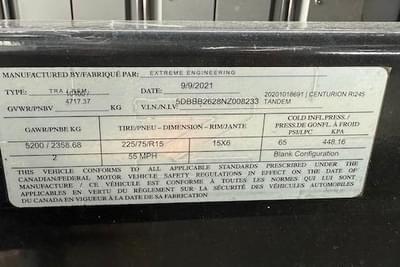 MANUFACTURED BY/FABRIQUÉ PAR: EXTREME ENGINEERING
TYPE: TRA / REM DATE: 9/9/2021
4717.37
GVWR/PNBV KG V.I.N./N.I.V. 5DBBB2628NZ008233
20201018691 | CENTURION RI245
TANDEM
GAWR/PNBE KG TIRE/PNEU – DIMENSION – RIM/JANTE COLD INFL.PRESS./
PRESS.DE GONFL. À FROID
PSI/LPC KPA
5200 / 2358.68 225/75/R15 15X6 65 448.16
2 55 MPH Blank Configuration
THIS VEHICLE CONFORMS TO ALL APPLICABLE STANDARDS PRESCRIBED UNDER THE
CANADIAN/FEDERAL MOTOR VEHICLE SAFETY REGULATIONS IN EFFECT ON THE DATE OF
MANUFACTURE / CE VÉHICULE EST CONFORME À TOUTES LES NORMES QUI LUI SONT
APPLICABLES EN VERTU DU RÈGLEMENT SUR LA SÉCURITÉ DES VÉHICULES AUTOMOBILES
DU CANADA EN VIGUEUR À LA DATE DE SA FABRICATION